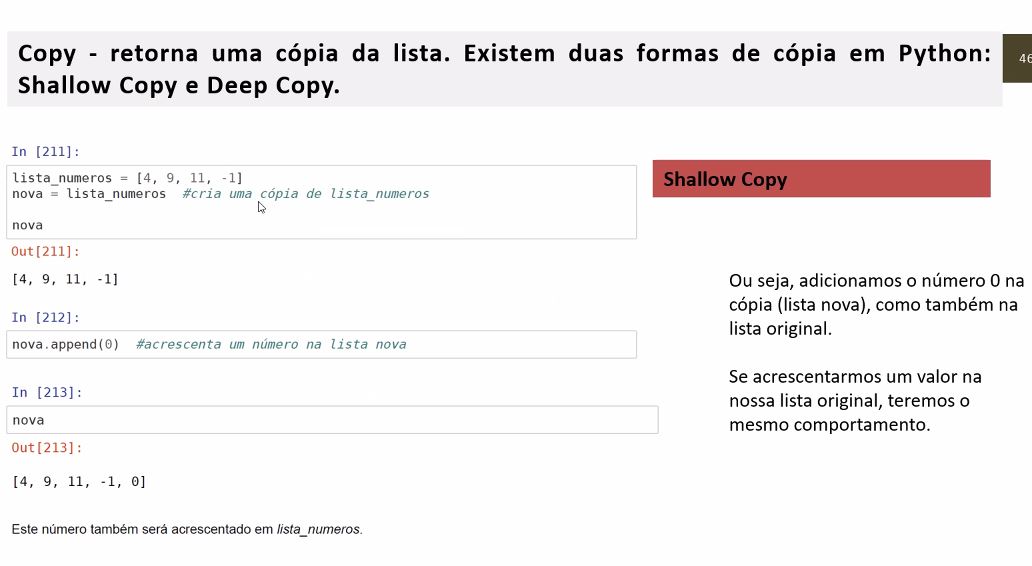 Copy - retorna uma cópia da lista. Existem duas formas de cópia em Python:
Shallow Copy e Deep Copy.
46
In [211]:
lista_numeros = [4, 9, 11, -1]
nova = lista_numeros  #cria uma cópia de lista_numeros
nova
Out[211]:
[4, 9, 11, -1]
In [212]:
nova.append(0)  #acrescenta um número na lista nova
In [213]:
nova
Out[213]:
[4, 9, 11, -1, 0]
Este número também será acrescentado em lista_numeros.
Shallow Copy
Ou seja, adicionamos o número 0 na
cópia (lista nova), como também na
lista original.
Se acrescentarmos um valor na
nossa lista original, teremos o
mesmo comportamento.